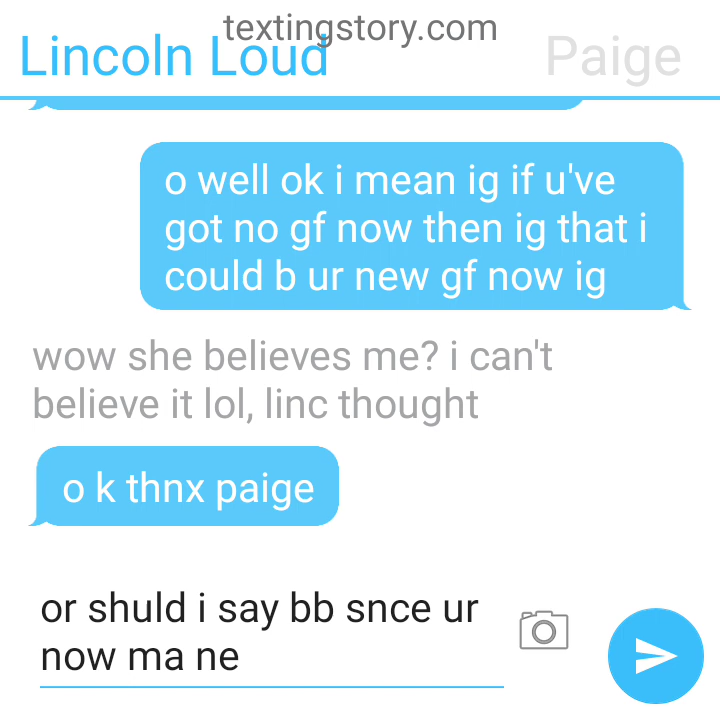 textingstory.com
Lincoln Loud
Paige
o well ok i mean ig if u've
got no gf now then ig that i
could b ur new gf now ig
wow she believes me? i can't
believe it lol, linc thought
o k thnx paige
or shuld i say bb snce ur
now ma ne